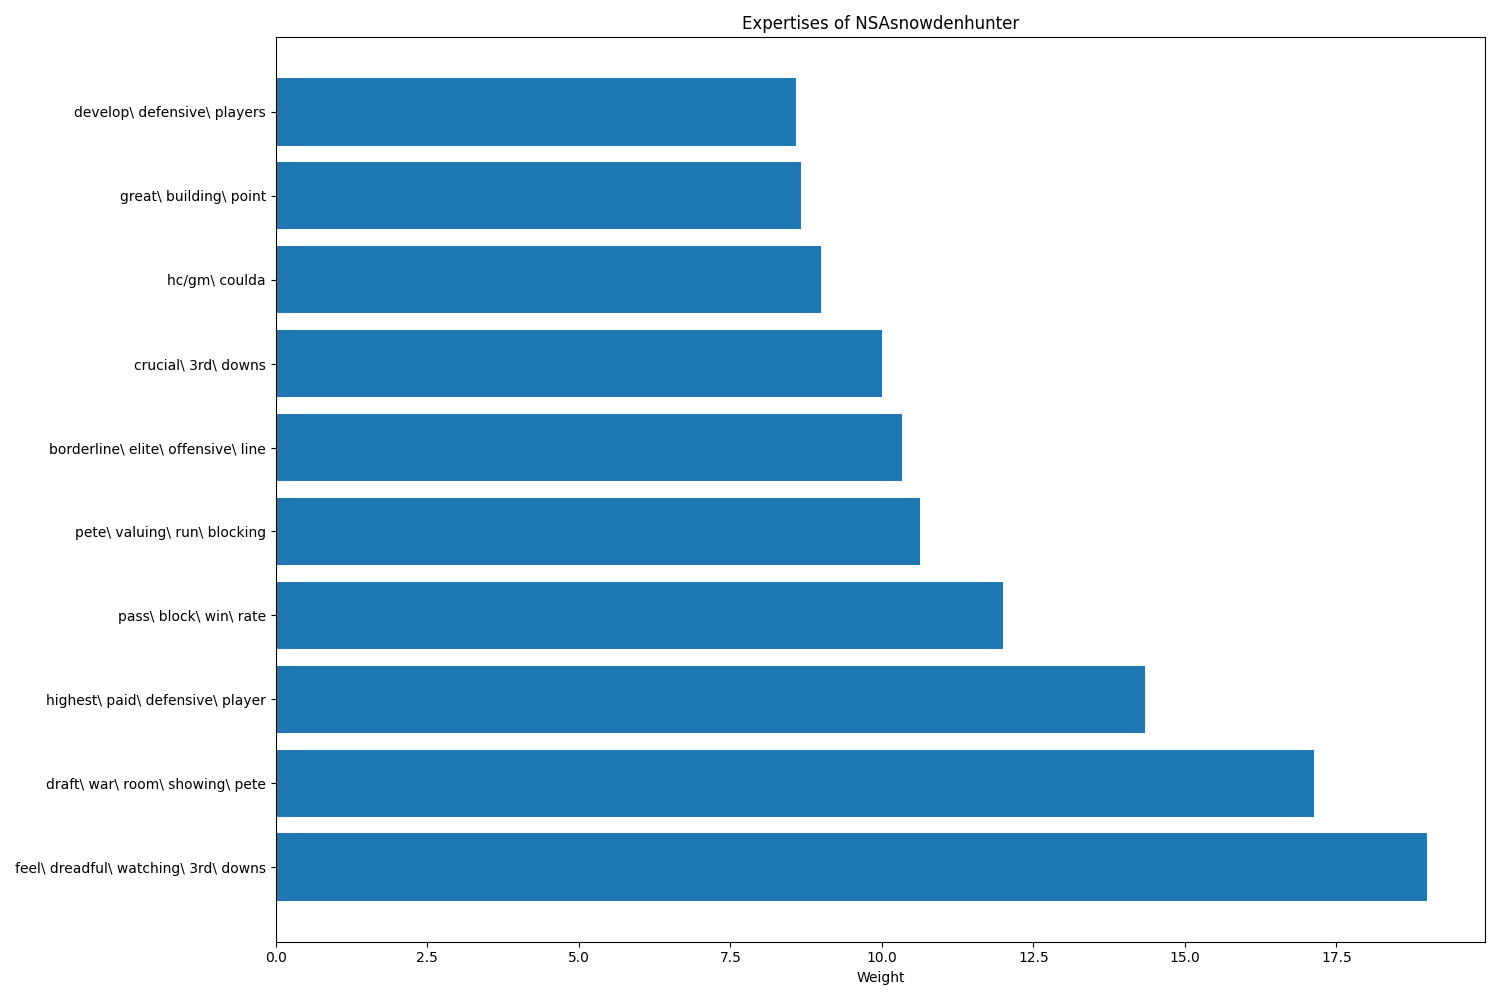 Expertises of NSAsnowdenhunter
develop\ defensive\ players
great\ building\ point
hc/gm\ coulda
crucial\ 3rd\ downs
borderline\ elite\ offensive\ line
pete\ valuing\ run\ blocking
pass\ block\ win\ rate
highest\ paid\ defensive\ player
draft\ war\ room\ showing\ pete
feel\ dreadful\ watching\ 3rd\ downs
0.0 2.5 5.0 7.5 10.0 12.5 15.0 17.5
Weight